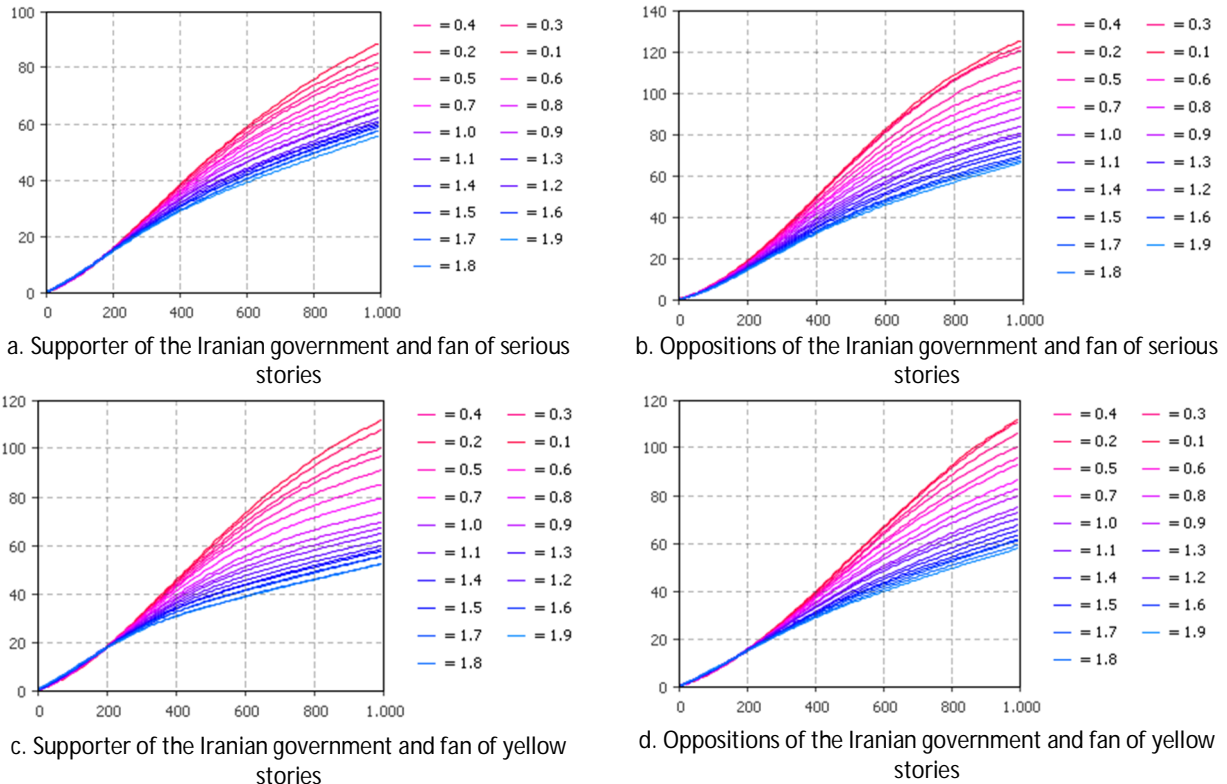 100
80
60
40
20
0
0 200 400 600 800 1.000
= 0.4 = 0.3
= 0.2 = 0.1
= 0.5 = 0.6
= 0.7 = 0.8
= 1.0 = 0.9
= 1.1 = 1.3
= 1.4 = 1.2
= 1.5 = 1.6
= 1.7 = 1.9
= 1.8
a. Supporter of the Iranian government and fan of serious
stories
140
120
100
80
60
40
20
0
0 200 400 600 800 1.000
= 0.4 = 0.3
= 0.2 = 0.1
= 0.5 = 0.6
= 0.7 = 0.8
= 1.0 = 0.9
= 1.1 = 1.3
= 1.4 = 1.2
= 1.5 = 1.6
= 1.7 = 1.9
= 1.8
b. Oppositions of the Iranian government and fan of serious
stories
120
100
80
60
40
20
0
0 200 400 600 800 1.000
= 0.4 = 0.3
= 0.2 = 0.1
= 0.5 = 0.6
= 0.7 = 0.8
= 1.0 = 0.9
= 1.1 = 1.3
= 1.4 = 1.2
= 1.5 = 1.6
= 1.7 = 1.9
= 1.8
c. Supporter of the Iranian government and fan of yellow
stories
120
100
80
60
40
20
0
0 200 400 600 800 1.000
= 0.4 = 0.3
= 0.2 = 0.1
= 0.5 = 0.6
= 0.7 = 0.8
= 1.0 = 0.9
= 1.1 = 1.3
= 1.4 = 1.2
= 1.5 = 1.6
= 1.7 = 1.9
= 1.8
d. Oppositions of the Iranian government and fan of yellow
stories